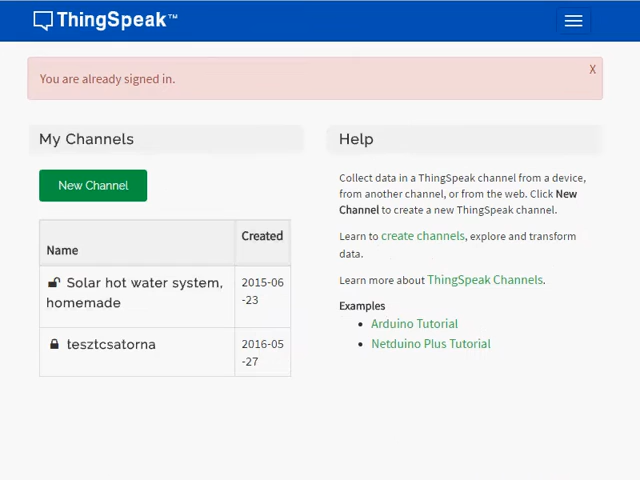 ThingSpeak™
You are already signed in.
X
My Channels
New Channel
Name
Created
Solar hot water system,
homemade
2015-06
-23
tesztcsatorna
2016-05
-27
Help
Collect data in a ThingSpeak channel from a device,
from another channel, or from the web. Click New
Channel to create a new ThingSpeak channel.
Learn to create channels, explore and transform
data.
Learn more about ThingSpeak Channels.
Examples
Arduino Tutorial
Netduino Plus Tutorial